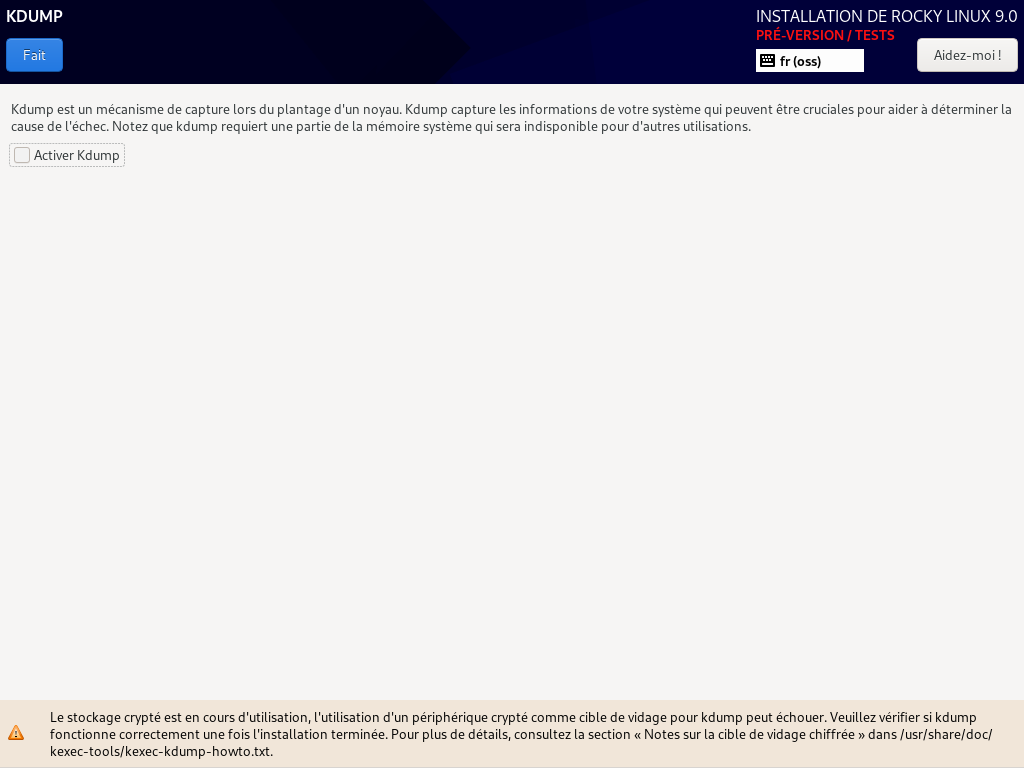 KDUMP
INSTALLATION DE ROCKY LINUX 9.0
PRÉ-VERSION / TESTS
Fait
fr (oss)
Aidez-moi !
Kdump est un mécanisme de capture lors du plantage d'un noyau. Kdump capture les informations de votre système qui peuvent être cruciales pour aider à déterminer la
cause de l'échec. Notez que kdump requiert une partie de la mémoire système qui sera indisponible pour d'autres utilisations.
Activer Kdump
Le stockage crypté est en cours d'utilisation, l'utilisation d'un périphérique crypté comme cible de vidage pour kdump peut échouer. Veuillez vérifier si kdump
fonctionne correctement une fois l'installation terminée. Pour plus de détails, consultez la section « Notes sur la cible de vidage chiffrée » dans /usr/share/doc/
kexec-tools/kexec-kdump-howto.txt.